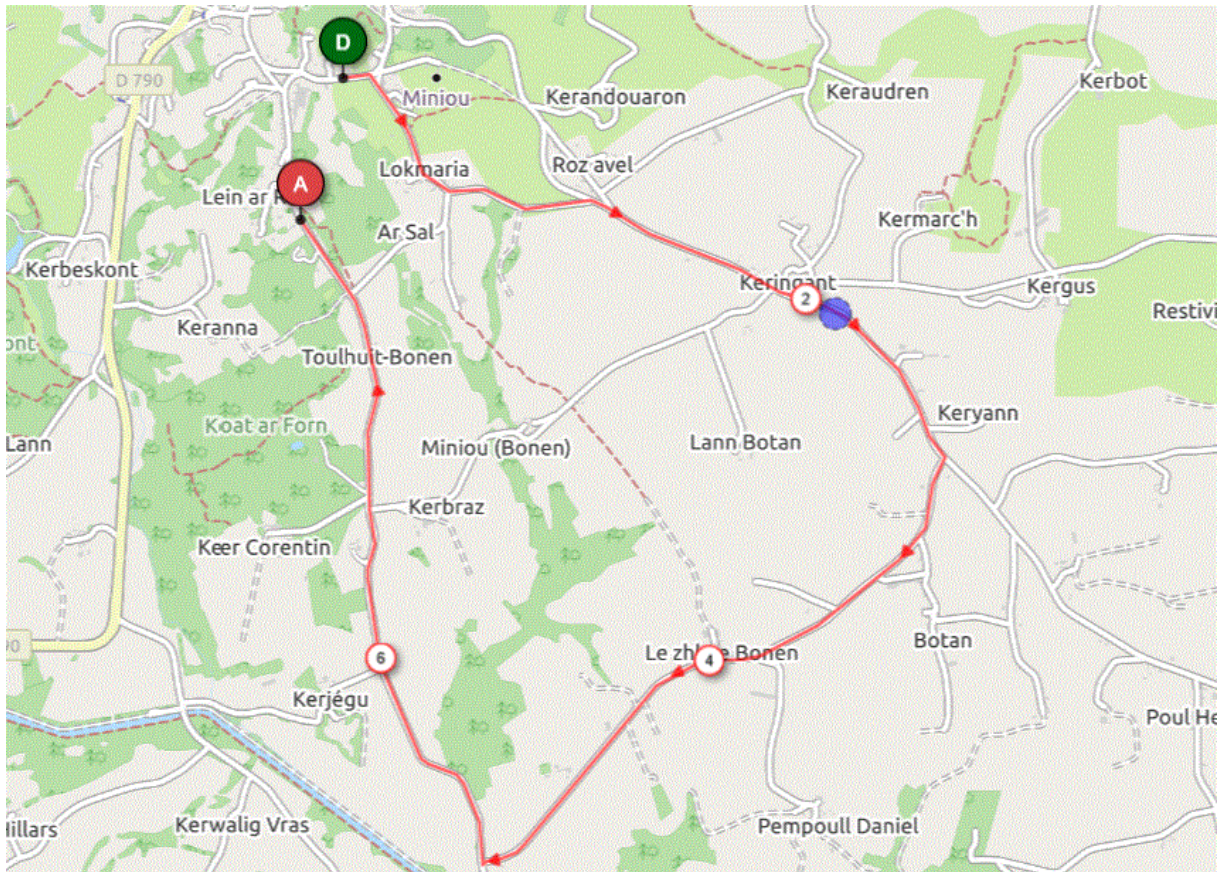 D
D 790
Miniou
Kerandouaron
Keraudren
Kerbot
Lokmaria
Roz avel
A
Lein ar
Ar Sal
Kermarc'h
Kerbeskont
Keringant
2
Kergus
Restivi
Keranna
ont
Toulhuit-Bonen
Koat ar Forn
Keryann
Lann
Miniou (Bonen)
Lann Botan
Kerbraz
Keer Corentin
Botan
90
6
Le zh e Bonen
4
Kerjégu
Poul He
Hillars
Kerwalig Vras
Pempoull Daniel